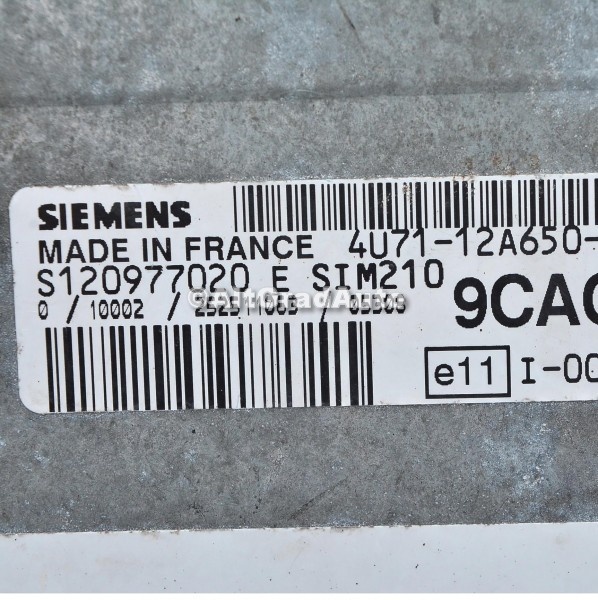 SIEMENS
MADE IN FRANCE 4U71-12A650-
S120977020 E SIM210
0 / 10002 /
9CA
e11 I-00